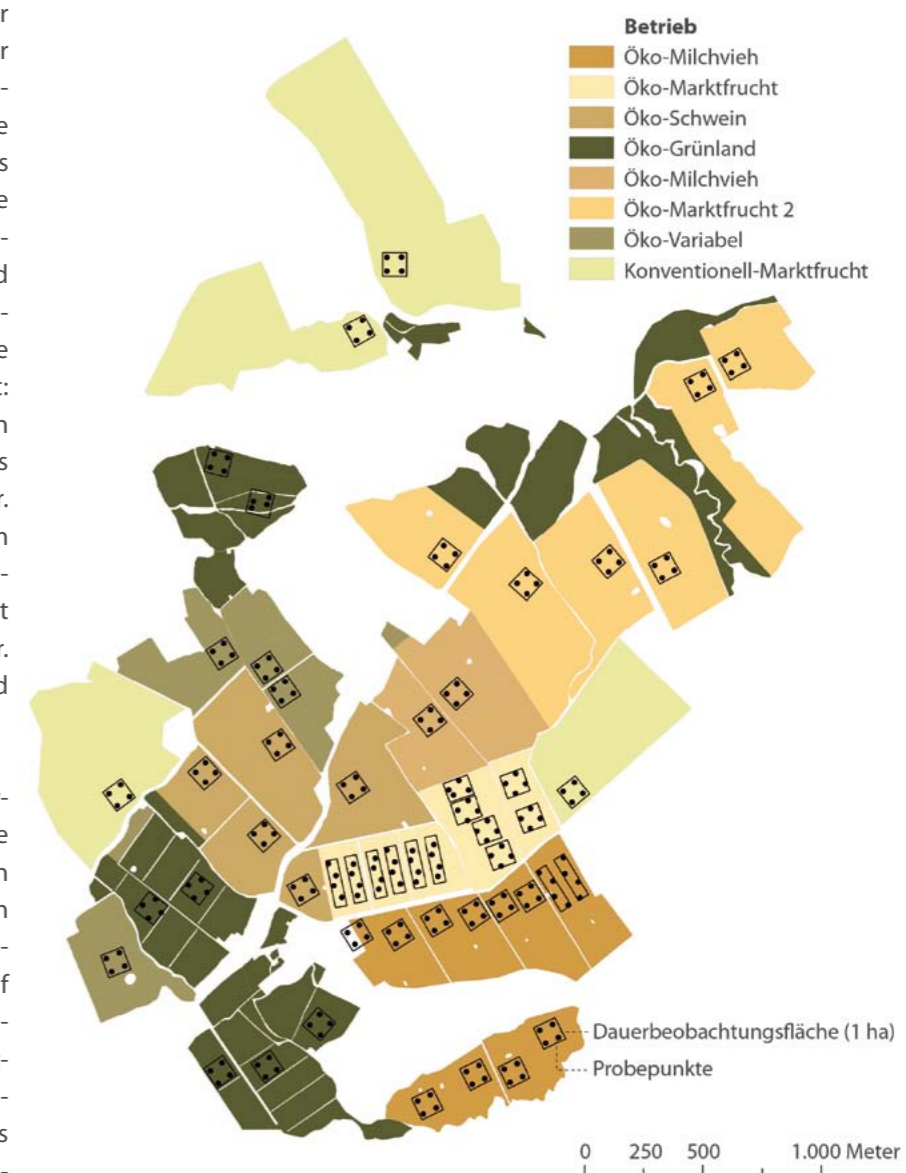 r
r
-
e
s
e
-
d
-
e
t:
n
s
r.
n
-
t
r.
d
-
e
n
n
-
f
-
-
-
s
-
Betrieb
Öko-Milchvieh
Öko-Marktfrucht
Öko-Schwein
Öko-Grünland
Öko-Milchvieh
Öko-Marktfrucht 2
Öko-Variabel
Konventionell-Marktfrucht
Dauerbeobachtungsfläche (1 ha)
Probepunkte
0 250 500 1.000 Meter